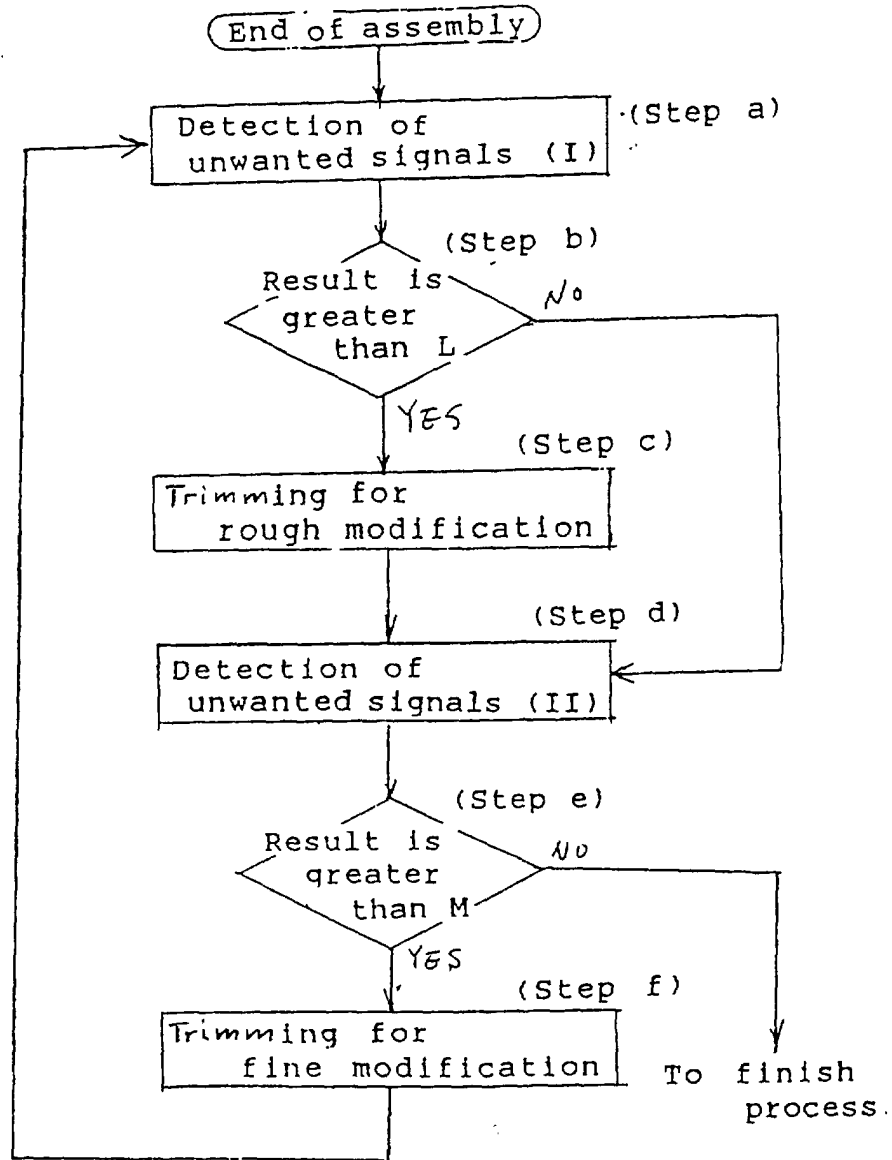 End of assembly
Detection of
unwanted signals (I)
(Step a)
(Step b)
Result is
greater
than L
NO
YES
(Step c)
Trimming for
rough modification
(Step d)
Detection of
unwanted signals (II)
(Step e)
Result is
greater
than M
NO
YES
(Step f)
Trimming for
fine modification
To finish
process.